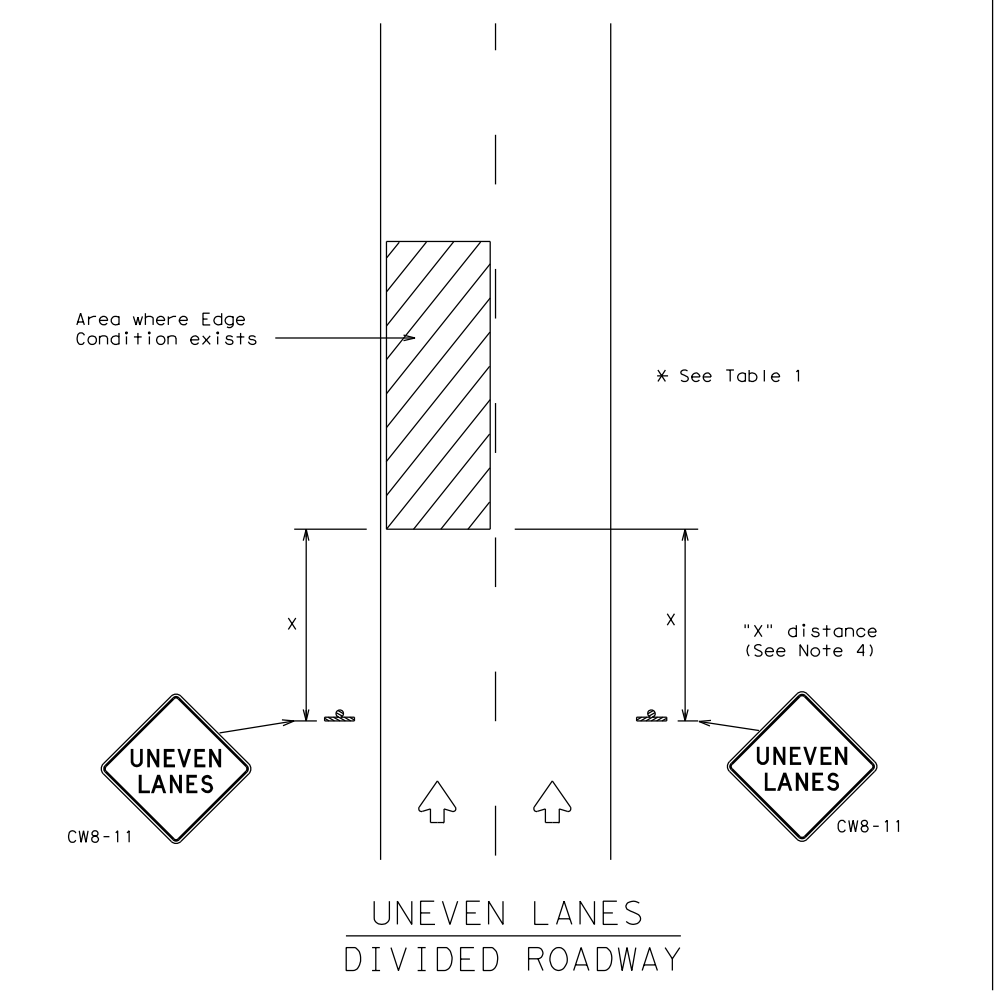 Area where Edge
Condition exists
* See Table 1
X
X
"X" distance
(See Note 4)
UNEVEN
LANES
CW8-11
UNEVEN
LANES
CW8-11
UNEVEN LANES
DIVIDED ROADWAY